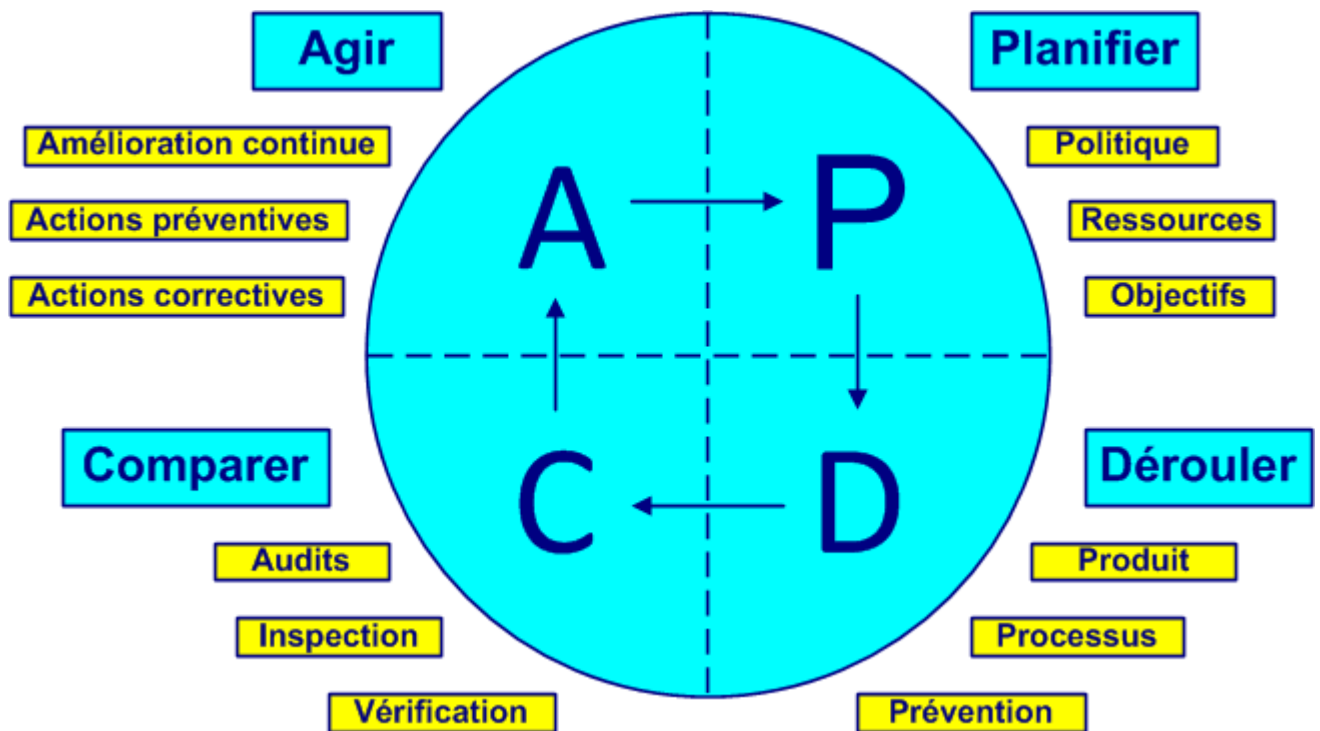 Agir
Planifier
Amélioration continue
Politique
Actions préventives
Ressources
Actions correctives
Objectifs
A
P
C
D
Comparer
Dérouler
Audits
Produit
Inspection
Processus
Vérification
Prévention